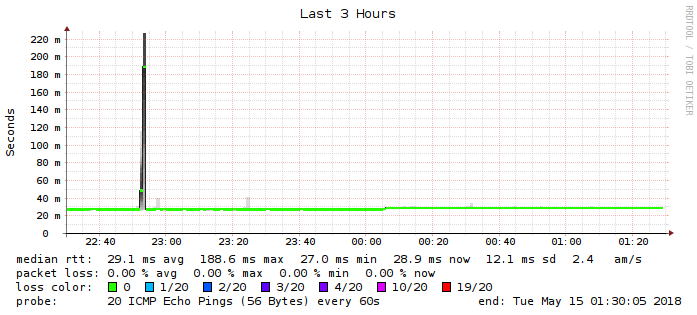 Last 3 Hours
RRDTOOL / TOBI OETIKER
Seconds
220 m
200 m
180 m
160 m
140 m
120 m
100 m
80 m
60 m
40 m
20 m
0
22:40 23:00 23:20 23:40 00:00 00:20 00:40 01:00 01:20
median rtt: 29.1 ms avg 188.6 ms max 27.0 ms min 28.9 ms now 12.1 ms sd 2.4 am/s
packet loss: 0.00 % avg 0.00 % max 0.00 % min 0.00 % now
loss color: 0 1/20 2/20 3/20 4/20 10/20 19/20
probe: 20 ICMP Echo Pings (56 Bytes) every 60s end: Tue May 15 01:30:05 2018